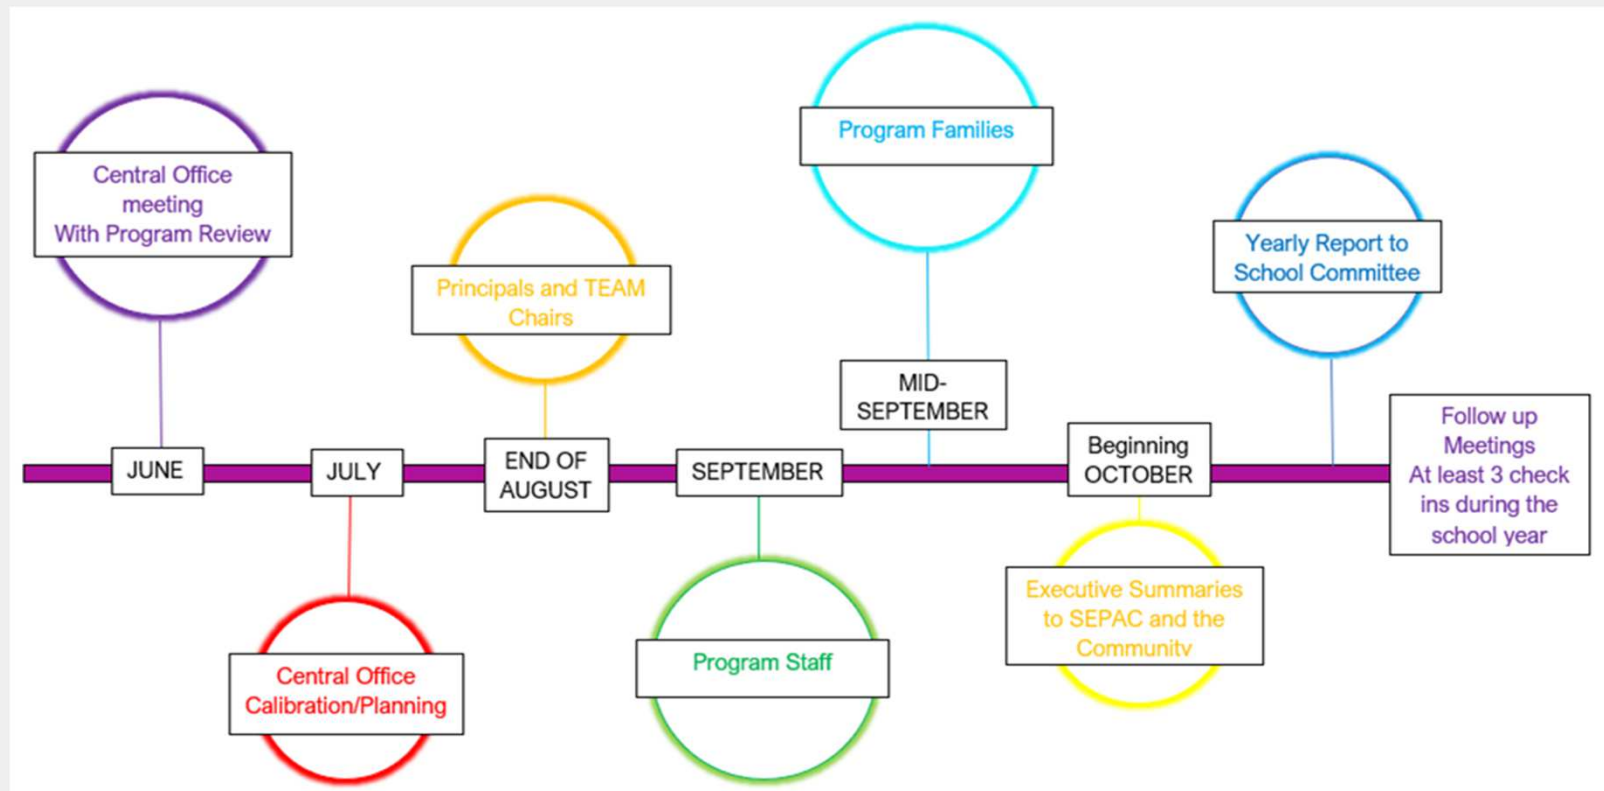 Central Office
meeting
With Program Review
JUNE
JULY
Central Office
Calibration/Planning
Principals and TEAM
Chairs
END OF
AUGUST
SEPTEMBER
Program Staff
Program Families
MID-
SEPTEMBER
Beginning
OCTOBER
Executive Summaries
to SEPAC and the
Community
Yearly Report to
School Committee
Follow up
Meetings
At least 3 check
ins during the
school year